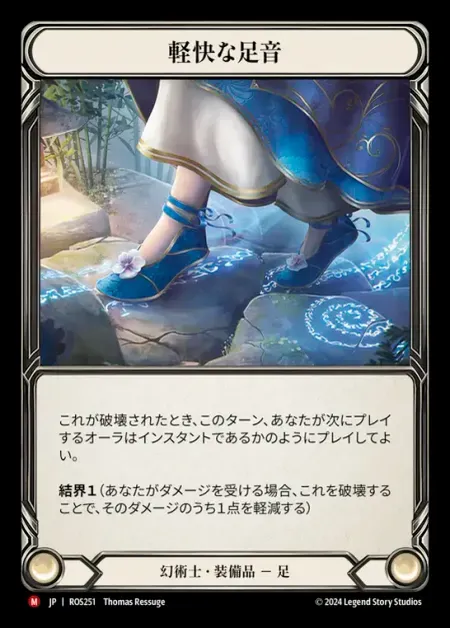 軽快な足音
これが破壊されたとき、このターン、あなたが次にプレイ
するオーラはインスタントであるかのようにプレイしてよ
い。
結界1（あなたがダメージを受ける場合、これを破壊する
ことで、そのダメージのうち1点を軽減する）
幻術士・装備品 － 足
M JP | ROS251 Thomas Ressuge © 2024 Legend Story Studios